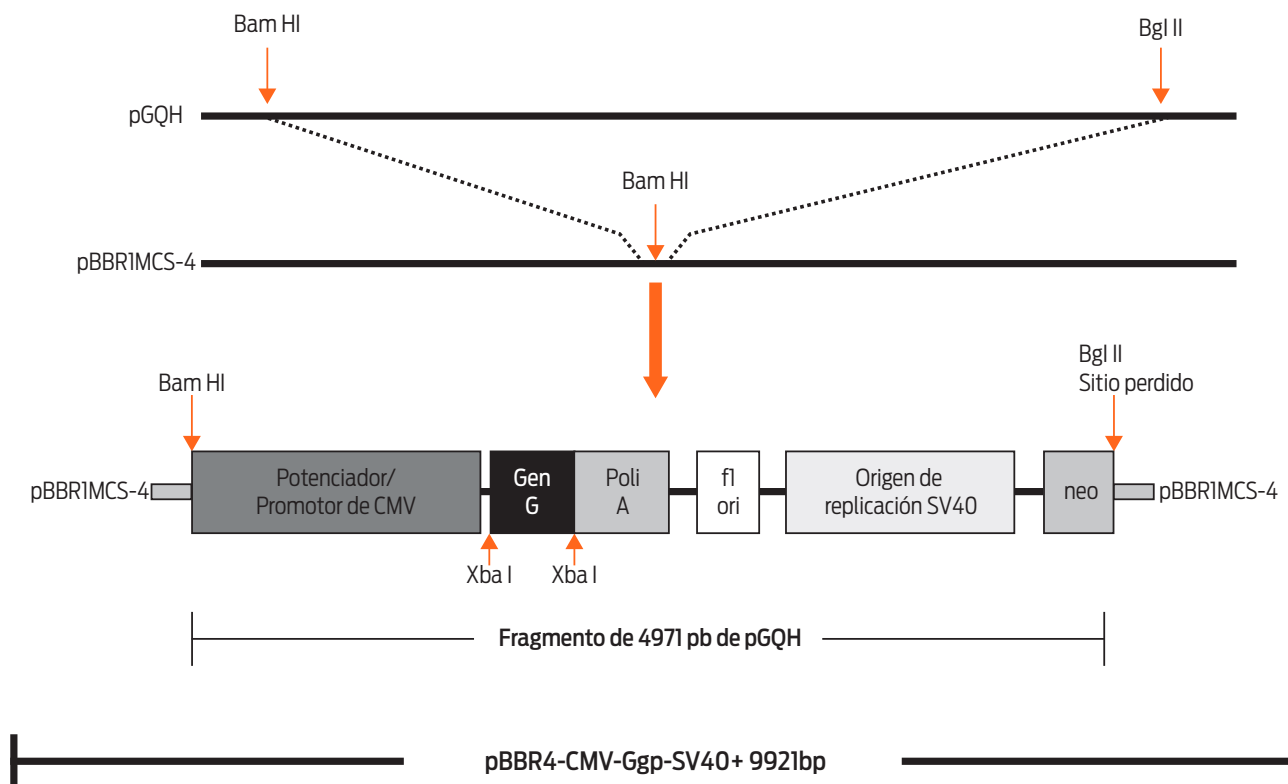 Bam HI
Bgl II
pGQH
Bam HI
pBBR1MCS-4
Bgl II
Sitio perdido
Bam HI
pBBR1MCS-4
Potenciador/
Promotor de CMV
Gen
G
Poli
A
f1
ori
Origen de
replicación SV40
neo
pBBR1MCS-4
Xba I
Xba I
Fragmento de 4971 pb de pGQH
pBBR4-CMV-Ggp-SV40+ 9921bp